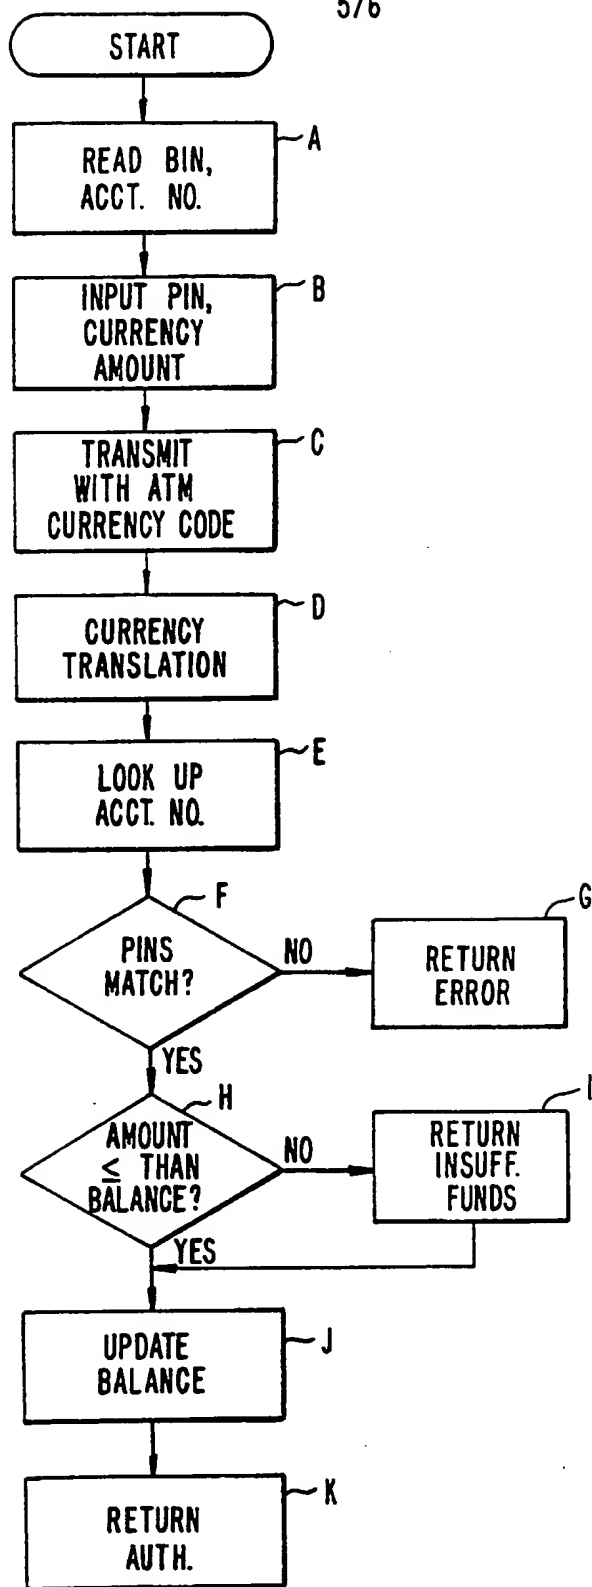 5/6
START
A
READ BIN,
ACCT. NO.
B
INPUT PIN,
CURRENCY
AMOUNT
C
TRANSMIT
WITH ATM
CURRENCY CODE
D
CURRENCY
TRANSLATION
E
LOOK UP
ACCT. NO.
F
PINS
MATCH?
NO
G
RETURN
ERROR
YES
H
AMOUNT
≤ THAN
BALANCE?
NO
I
RETURN
INSUFF.
FUNDS
YES
J
UPDATE
BALANCE
K
RETURN
AUTH.